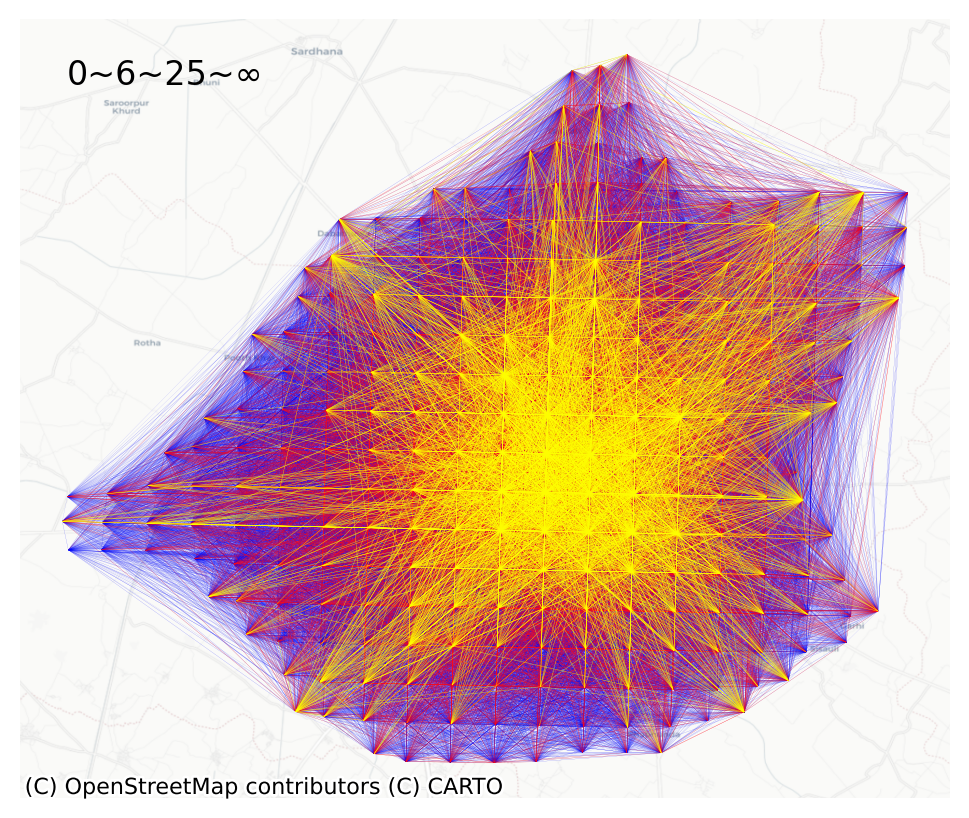 Sardhana
0~6~25~∞
Saroorpur
Khurd
Rotha
(C) OpenStreetMap contributors (C) CARTO